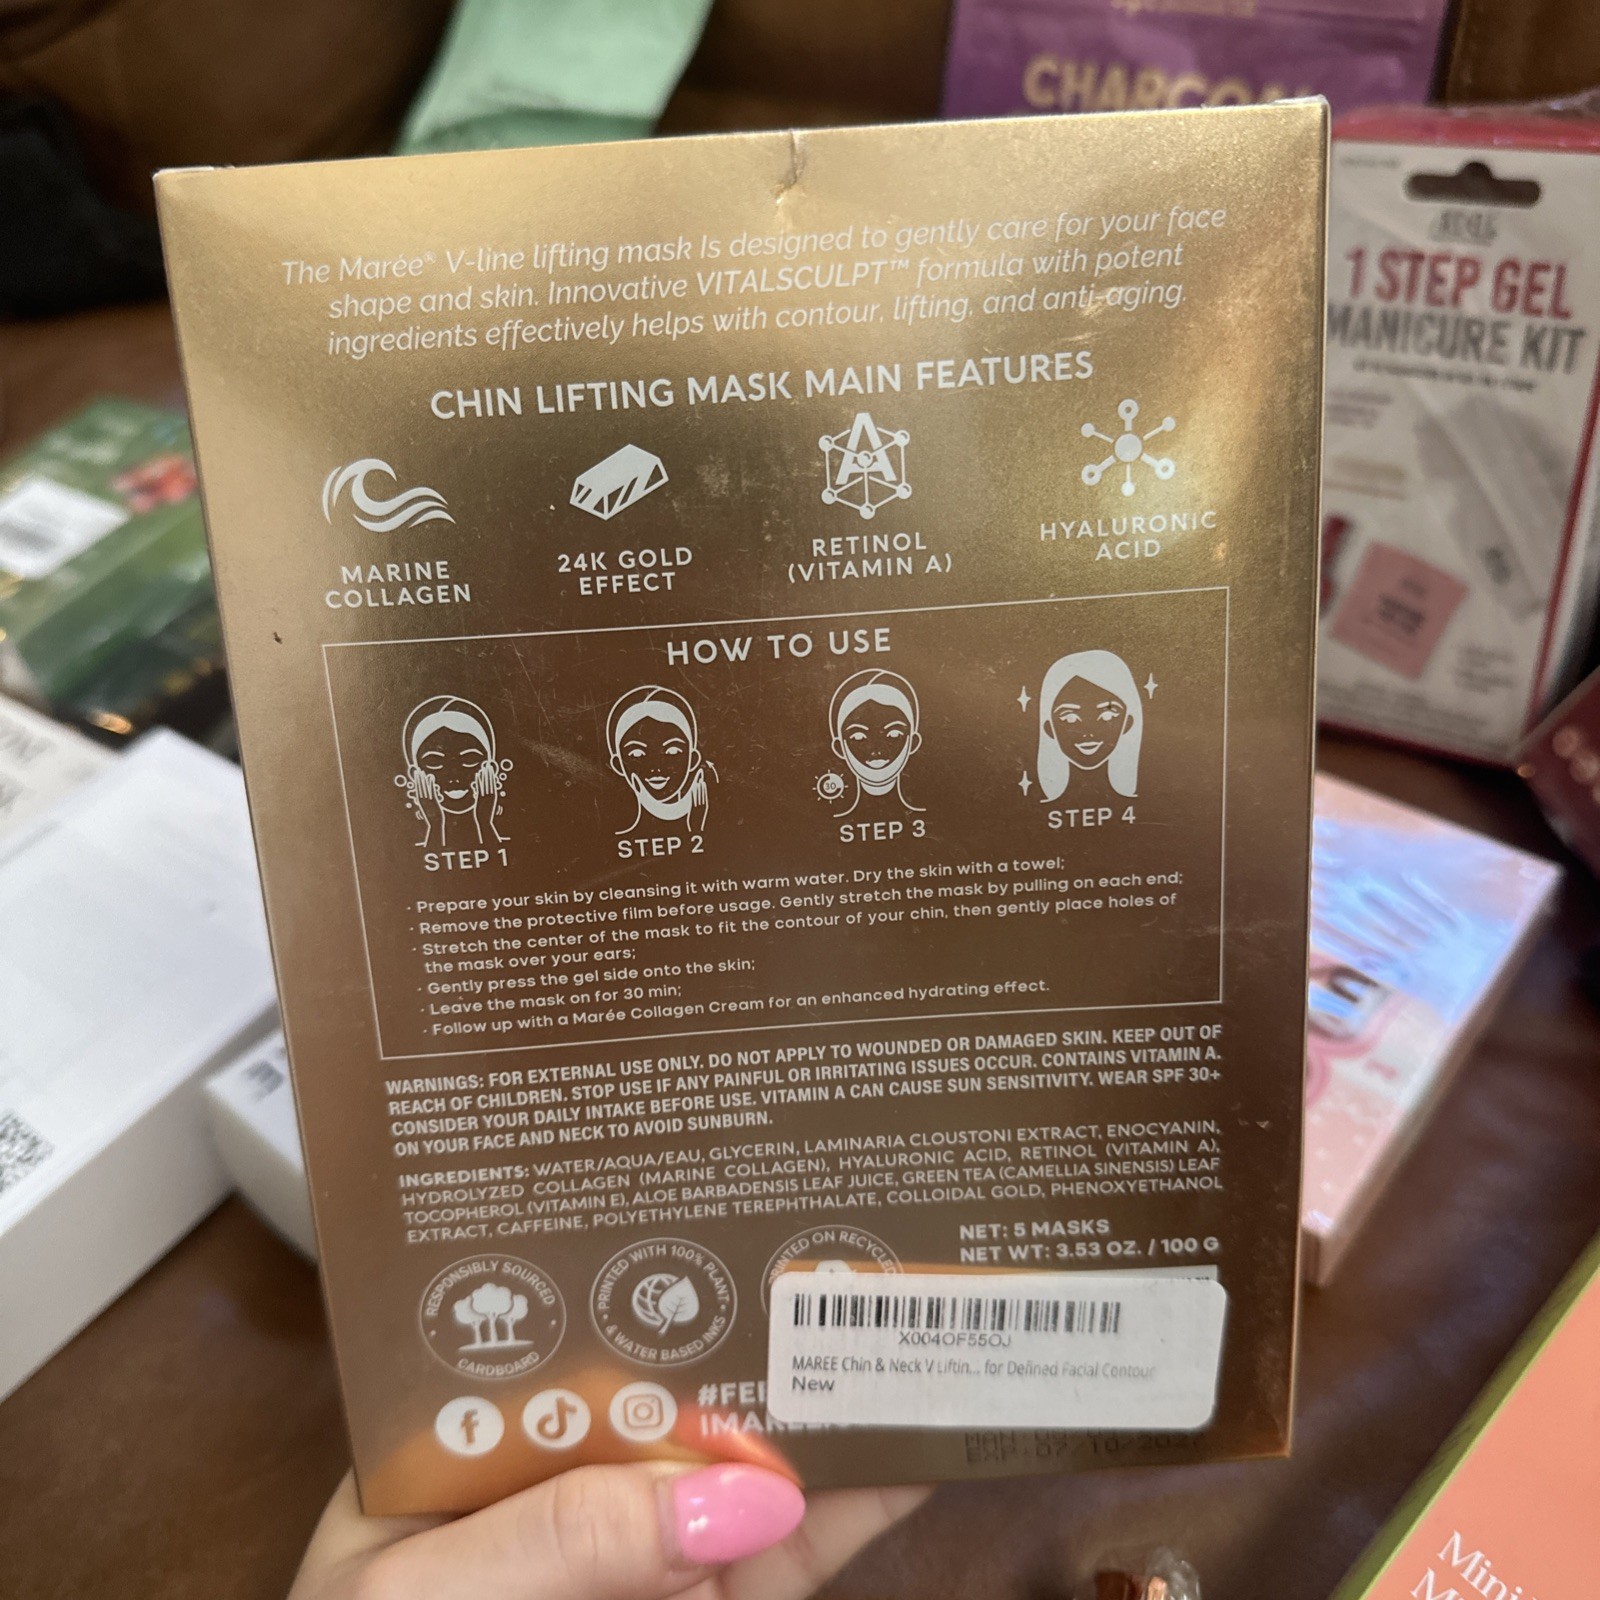 CHARCOAL
The Marée® V-line lifting mask Is designed to gently care for your face
shape and skin. Innovative VITALSCULPT™ formula with potent
ingredients effectively helps with contour, lifting, and anti-aging.
CHIN LIFTING MASK MAIN FEATURES
MARINE
COLLAGEN
24K GOLD
EFFECT
RETINOL
(VITAMIN A)
HYALURONIC
ACID
HOW TO USE
30
STEP 1
STEP 2
STEP 3
STEP 4
· Prepare your skin by cleansing it with warm water. Dry the skin with a towel;
· Remove the protective film before usage. Gently stretch the mask by pulling on each end;
· Stretch the center of the mask to fit the contour of your chin, then gently place holes of
the mask over your ears;
· Gently press the gel side onto the skin;
· Leave the mask on for 30 min;
· Follow up with a Marée Collagen Cream for an enhanced hydrating effect.
WARNINGS: FOR EXTERNAL USE ONLY. DO NOT APPLY TO WOUNDED OR DAMAGED SKIN. KEEP OUT OF
REACH OF CHILDREN. STOP USE IF ANY PAINFUL OR IRRITATING ISSUES OCCUR. CONTAINS VITAMIN A.
CONSIDER YOUR DAILY INTAKE BEFORE USE. VITAMIN A CAN CAUSE SUN SENSITIVITY. WEAR SPF 30+
ON YOUR FACE AND NECK TO AVOID SUNBURN.
INGREDIENTS: WATER/AQUA/EAU, GLYCERIN, LAMINARIA CLOUSTONI EXTRACT, ENOCYANIN,
HYDROLYZED COLLAGEN (MARINE COLLAGEN), HYALURONIC ACID, RETINOL (VITAMIN A),
TOCOPHEROL (VITAMIN E), ALOE BARBADENSIS LEAF JUICE, GREEN TEA (CAMELLIA SINENSIS) LEAF
EXTRACT, CAFFEINE, POLYETHYLENE TEREPHTHALATE, COLLOIDAL GOLD, PHENOXYETHANOL
NET: 5 MASKS
NET WT: 3.53 OZ. / 100 G
RESPONSIBLY SOURCED
CARDBOARD
PRINTED WITH 100% PLANT
& WATER BASED INKS
PRINTED ON RECYCLED
X004OF55OJ
MAREE Chin & Neck V Liftin... for Defined Facial Contour
New
#FE
IMAREE
EXP: 07/10/2027
1 STEP GEL
MANICURE KIT
Mini